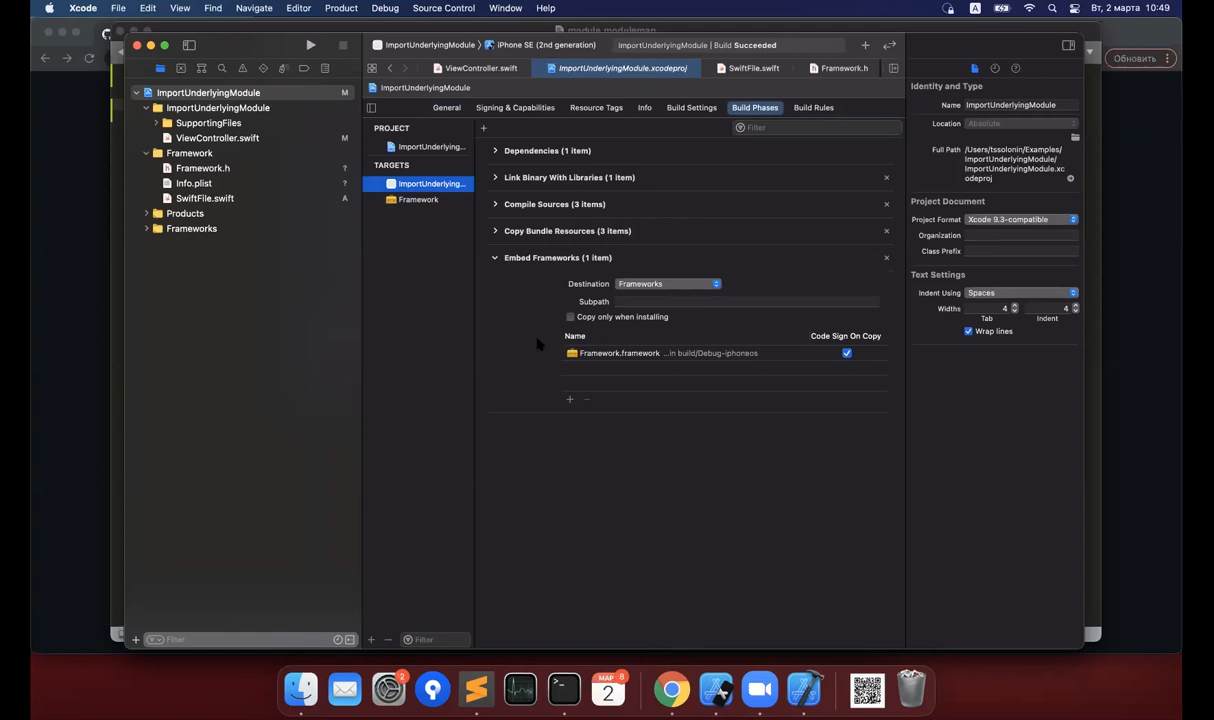 Xcode File Edit View Find Navigate Editor Product Debug Source Control Window Help
A
Вт, 2 марта 10:49
module.modulemap
Обновить
ImportUnderlyingModule
iPhone SE (2nd generation)
ImportUnderlyingModule | Build Succeeded
ViewController.swift
ImportUnderlyingModule.xcodeproj
SwiftFile.swift
Framework.h
ImportUnderlyingModule M
ImportUnderlyingModule
SupportingFiles
ViewController.swift M
Framework
Framework.h ?
Info.plist ?
SwiftFile.swift A
Products
Frameworks
Filter
ImportUnderlyingModule
General
Signing & Capabilities
Resource Tags
Info
Build Settings
Build Phases
Build Rules
PROJECT
ImportUnderlying...
TARGETS
ImportUnderlying...
Framework
Filter
Filter
Dependencies (1 item)
Link Binary With Libraries (1 item)
Compile Sources (3 items)
Copy Bundle Resources (3 items)
Embed Frameworks (1 item)
Destination Frameworks
Subpath
Copy only when installing
Name Code Sign On Copy
Framework.framework ...in build/Debug-iphoneos
Identity and Type
Name ImportUnderlyingModule
Location Absolute
Full Path /Users/tssolonin/Examples/
ImportUnderlyingModule/
ImportUnderlyingModule.xc
odeproj
Project Document
Project Format Xcode 9.3-compatible
Organization
Class Prefix
Text Settings
Indent Using Spaces
Widths 4 4
Tab Indent
Wrap lines
2
МАР
2
8